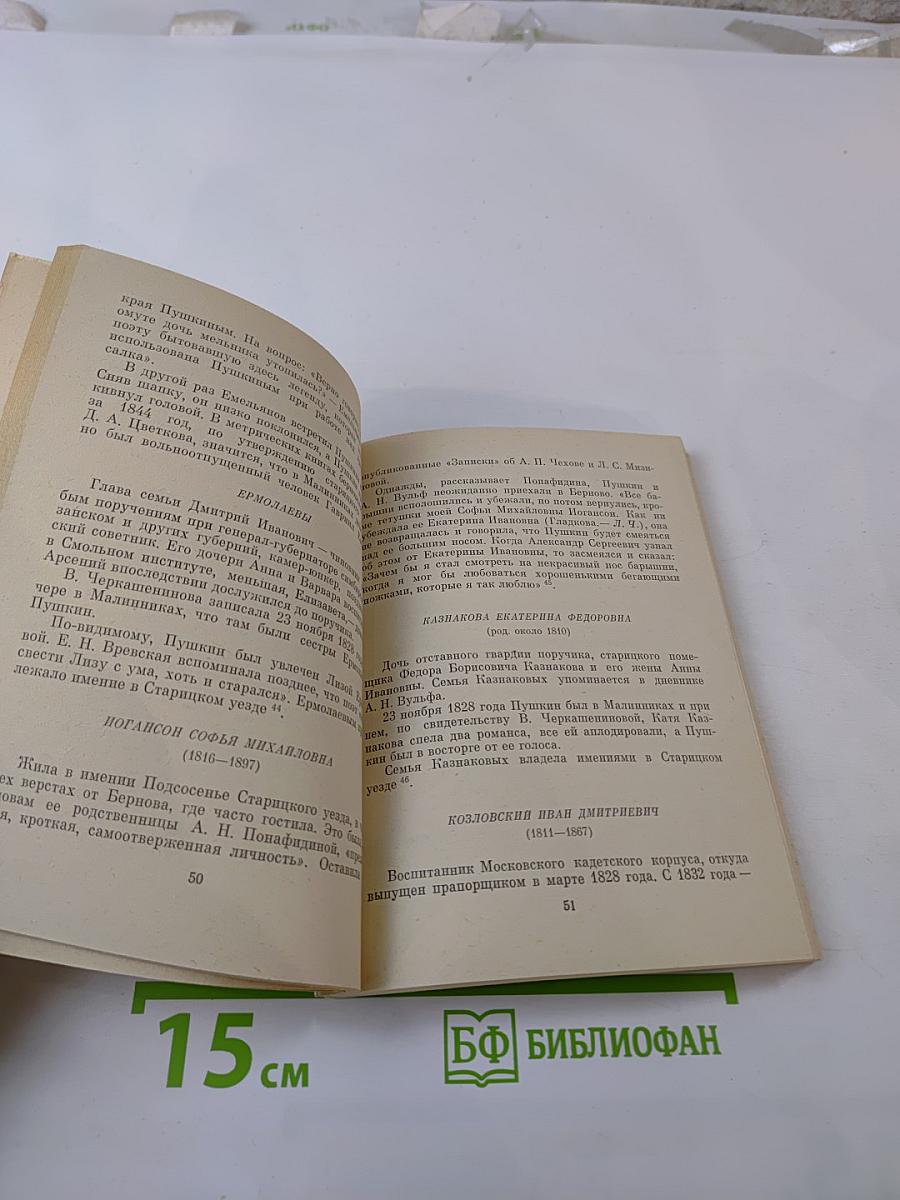 края Пушкиным. На вопрос: «Верно
омуте дочь мельника утопилась?»
поэту бытовавшую здесь легенду,
использована Пушкиным при работе
салка».
В другой раз Емельянов встретил
Сняв шапку, он низко поклонился, а
кивнул головой. В метрических книгах
за 1844 год, по утверждению
Д. А. Цветкова, значится, что в Малинниках
но был вольноотпущенный человек Гаврила
ЕРМОЛАЕВЫ
Глава семьи Дмитрий Иванович —
бым поручениям при генерал-губернаторе
занском и других губерний, камер-юнкер,
ский советник. Его дочери Анна и Варвара
в Смольном институте, меньшая, Елизавета,—
Арсений впоследствии дослужился до поручика.
В. Черкашенинова записала 23 ноября 1828
чере в Малинниках, что там были сестры
Пушкин.
По-видимому, Пушкин был увлечен Лизой
вой. Е. Н. Вревская вспоминала позднее, что поэт
свести Лизу с ума, хоть и старался». Ермолаевым
лежало имение в Старицком уезде 44.
ИОГАНСОН СОФЬЯ МИХАЙЛОВНА
(1816—1897)
Жила в имении Подсосенье Старицкого уезда, в
ех верстах от Бернова, где часто гостила. Это была
ловам ее родственницы А. Н. Понафидиной,
я, кроткая, самоотверженная личность». Оставила
50
публикованные «Записки» об А. П. Чехове и Л. С. Мизи-
новой.
Однажды, рассказывает Понафидина, Пушкин и
А. Н. Вульф неожиданно приехали в Берново. «Все ба-
рышни всполошились и убежали, по потом вернулись, кро-
ме тетушки моей Софьи Михайловны Иогансон. Как ни
убеждала ее Екатерина Ивановна (Гладкова.— Л. Ч.), она
не возвращалась и говорила, что Пушкин будет смеяться
над ее большим носом. Когда Александр Сергеевич узнал
об этом от Екатерины Ивановны, то засмеялся и сказал:
«Зачем бы я стал смотреть на некрасивый нос барышни,
когда я мог бы любоваться хорошенькими бегающими
ножками, которые я так люблю» 45.
КАЗНАКОВА ЕКАТЕРИНА ФЕДОРОВНА
(род. около 1810)
Дочь отставного гвардии поручика, старицкого поме-
щика Федора Борисовича Казнакова и его жены Анны
Ивановны. Семья Казнаковых упоминается в дневнике
А. Н. Вульфа.
23 ноября 1828 года Пушкин был в Малинниках и при
нем, по свидетельству В. Черкашениновой, Катя Каз-
накова спела два романса, все ей аплодировали, а Пуш-
кин был в восторге от ее голоса.
Семья Казнаковых владела имениями в Старицком
уезде 46.
КОЗЛОВСКИЙ ИВАН ДМИТРИЕВИЧ
(1811—1867)
Воспитанник Московского кадетского корпуса, откуда
выпущен прапорщиком в марте 1828 года. С 1832 года —
51
15 см
БФ БИБЛИОФАН